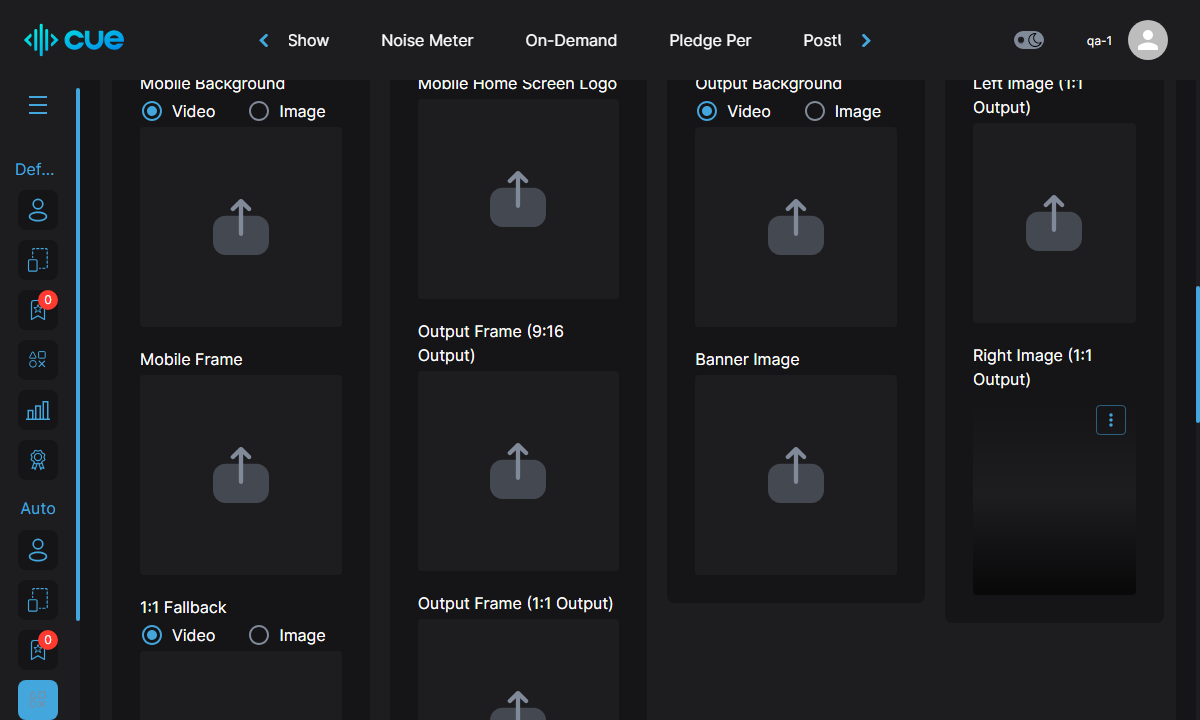 cue
Show
Noise Meter
On-Demand
Pledge Per
qa-1
Def...
0
Auto
0
Mobile Background
Video
Image
Mobile Frame
1:1 Fallback
Video
Image
Mobile Home Screen Logo
Output Frame (9:16
Output)
Output Frame (1:1 Output)
Output Background
Video
Image
Banner Image
Left Image (1:1
Output)
Right Image (1:1
Output)